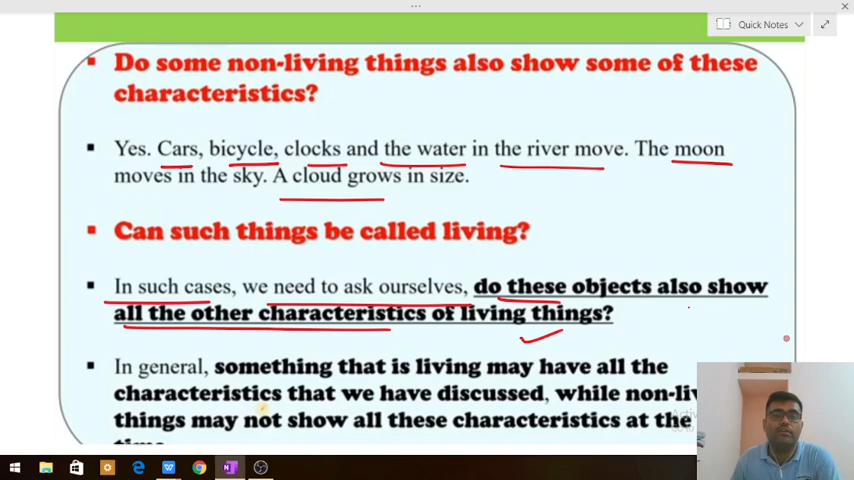 Quick Notes
Do some non-living things also show some of these
characteristics?
Yes. Cars, bicycle, clocks and the water in the river move. The moon
moves in the sky. A cloud grows in size.
Can such things be called living?
In such cases, we need to ask ourselves, do these objects also show
all the other characteristics of living things?
In general, something that is living may have all the
characteristics that we have discussed, while non-
things may not show all these characteristics at the